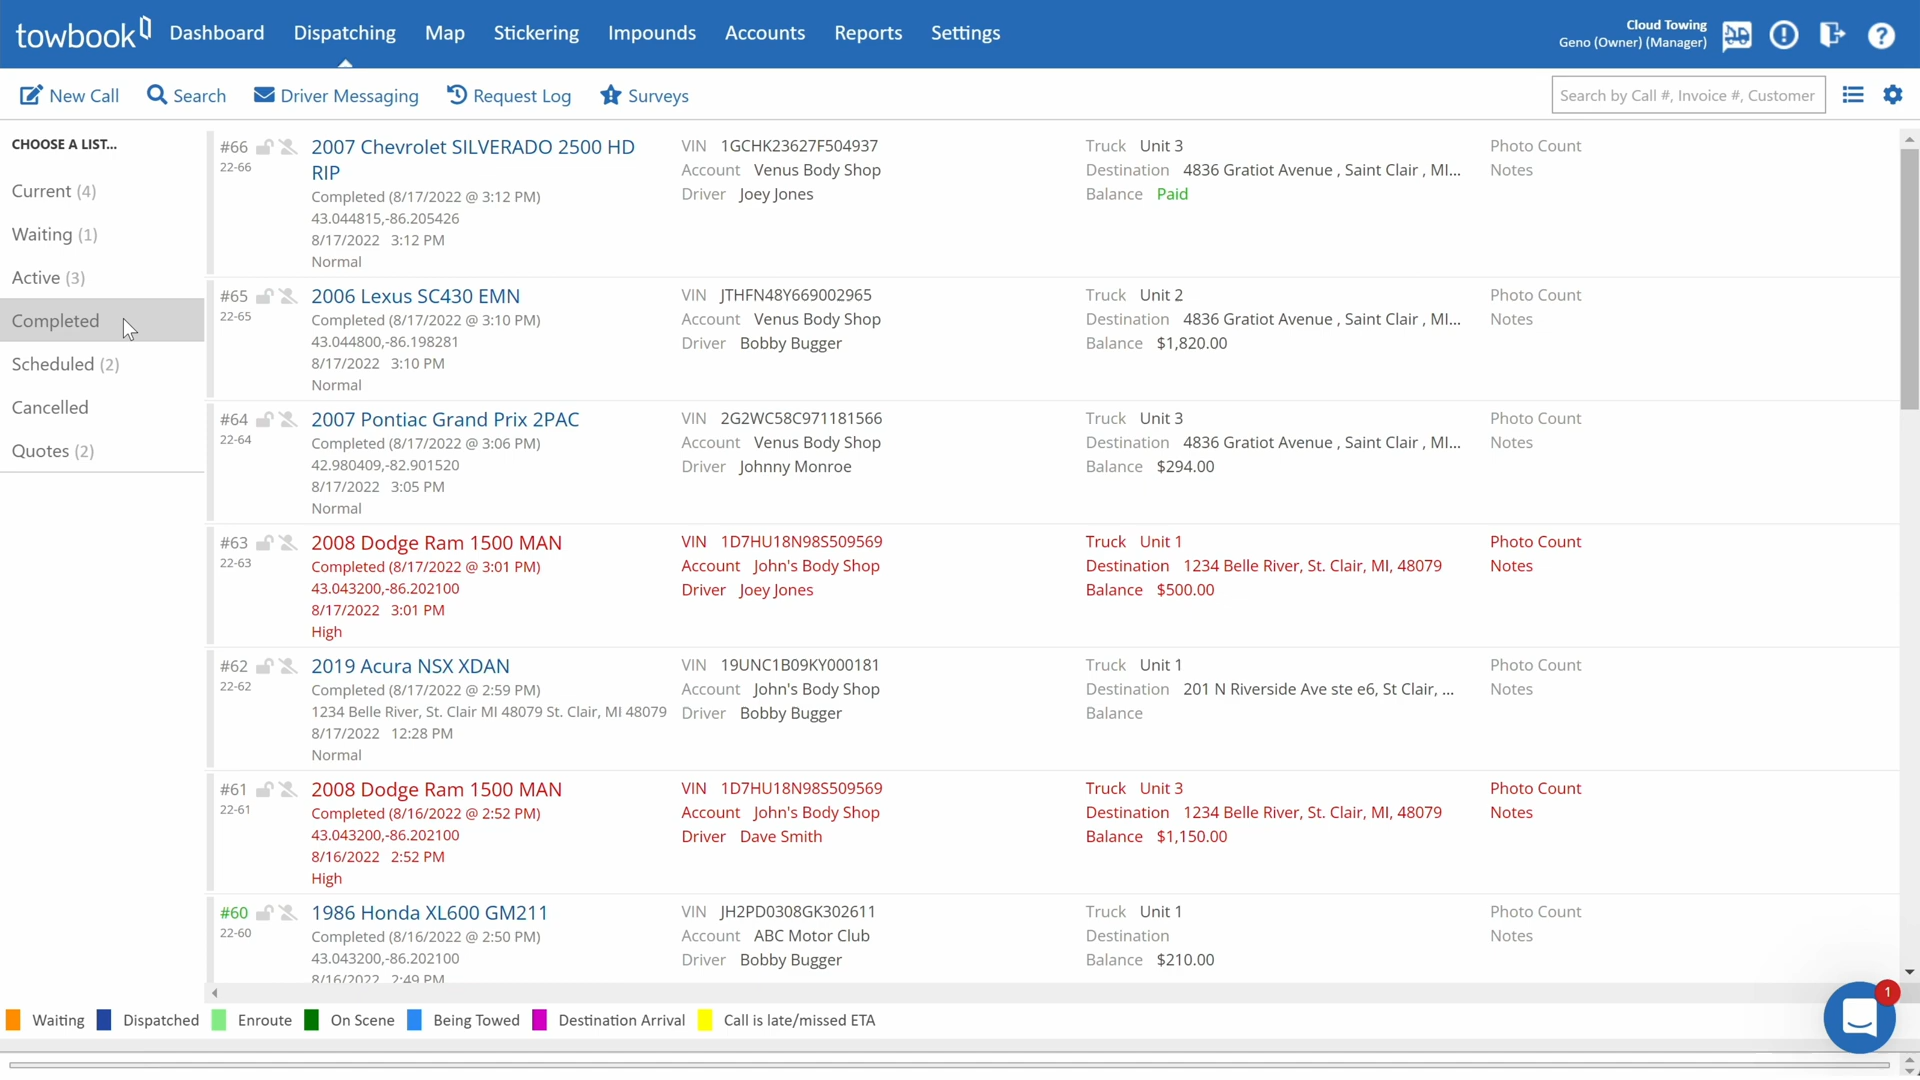 towbook Dashboard Dispatching Map Stickering Impounds Accounts Reports Settings
Cloud Towing
Geno (Owner) (Manager)
New Call Search Driver Messaging Request Log Surveys
Search by Call #, Invoice #, Customer
CHOOSE A LIST...
Current (4)
Waiting (1)
Active (3)
Completed
Scheduled (2)
Cancelled
Quotes (2)
#66 2007 Chevrolet SILVERADO 2500 HD VIN 1GCHK23627F504937 Truck Unit 3 Photo Count
22-66 RIP Account Venus Body Shop Destination 4836 Gratiot Avenue , Saint Clair , MI... Notes
Completed (8/17/2022 @ 3:12 PM) Driver Joey Jones Balance Paid
43.044815,-86.205426
8/17/2022 3:12 PM
Normal
#65 2006 Lexus SC430 EMN VIN JTHFN48Y669002965 Truck Unit 2 Photo Count
22-65 Completed (8/17/2022 @ 3:10 PM) Account Venus Body Shop Destination 4836 Gratiot Avenue , Saint Clair , MI... Notes
43.044800,-86.198281 Driver Bobby Bugger Balance $1,820.00
8/17/2022 3:10 PM
Normal
#64 2007 Pontiac Grand Prix 2PAC VIN 2G2WC58C971181566 Truck Unit 3 Photo Count
22-64 Completed (8/17/2022 @ 3:06 PM) Account Venus Body Shop Destination 4836 Gratiot Avenue , Saint Clair , MI... Notes
42.980409,-82.901520 Driver Johnny Monroe Balance $294.00
8/17/2022 3:05 PM
Normal
#63 2008 Dodge Ram 1500 MAN VIN 1D7HU18N98S509569 Truck Unit 1 Photo Count
22-63 Completed (8/17/2022 @ 3:01 PM) Account John's Body Shop Destination 1234 Belle River, St. Clair, MI, 48079 Notes
43.043200,-86.202100 Driver Joey Jones Balance $500.00
8/17/2022 3:01 PM
High
#62 2019 Acura NSX XDAN VIN 19UNC1B09KY000181 Truck Unit 1 Photo Count
22-62 Completed (8/17/2022 @ 2:59 PM) Account John's Body Shop Destination 201 N Riverside Ave ste e6, St Clair, ... Notes
1234 Belle River, St. Clair MI 48079 St. Clair, MI 48079 Driver Bobby Bugger Balance
8/17/2022 12:28 PM
Normal
#61 2008 Dodge Ram 1500 MAN VIN 1D7HU18N98S509569 Truck Unit 3 Photo Count
22-61 Completed (8/16/2022 @ 2:52 PM) Account John's Body Shop Destination 1234 Belle River, St. Clair, MI, 48079 Notes
43.043200,-86.202100 Driver Dave Smith Balance $1,150.00
8/16/2022 2:52 PM
High
#60 1986 Honda XL600 GM211 VIN JH2PD0308GK302611 Truck Unit 1 Photo Count
22-60 Completed (8/16/2022 @ 2:50 PM) Account ABC Motor Club Destination Notes
43.043200,-86.202100 Driver Bobby Bugger Balance $210.00
8/16/2022 2:49 PM
1
Waiting Dispatched Enroute On Scene Being Towed Destination Arrival Call is late/missed ETA